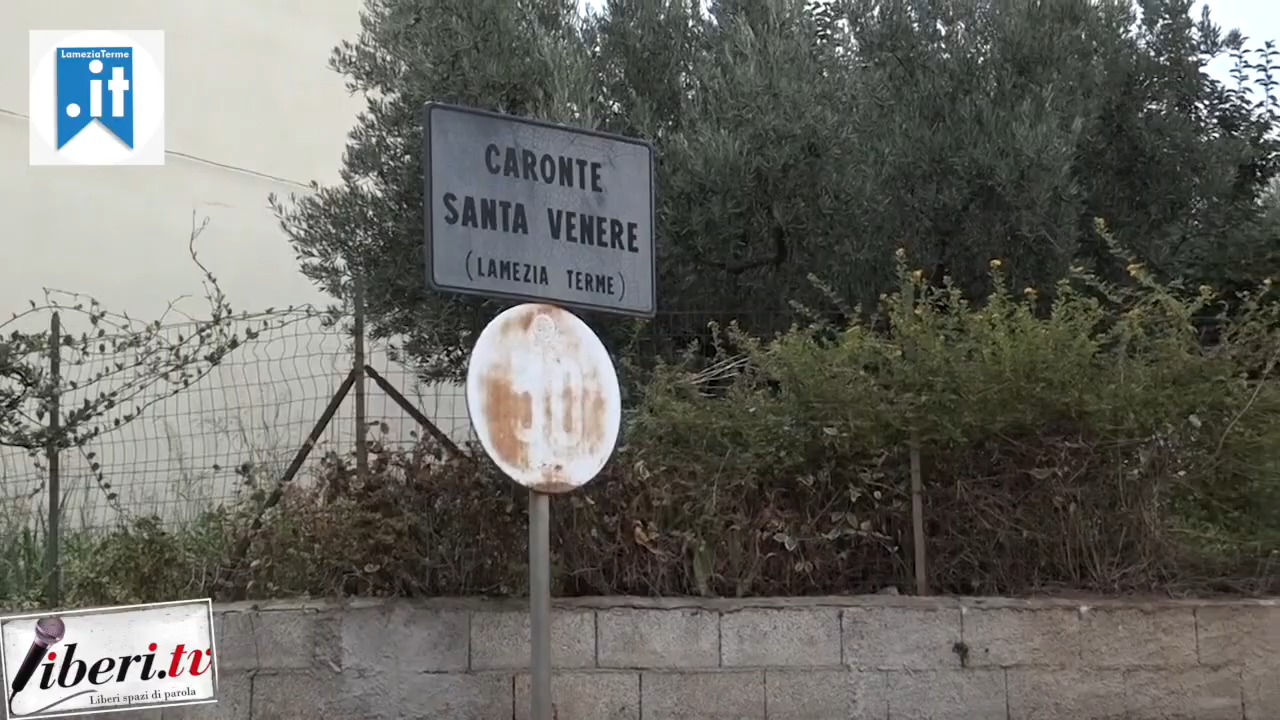 LameziaTerme
.it
CARONTE
SANTA VENERE
(LAMEZIA TERME)
liberi.tv
Liberi spazi di parola